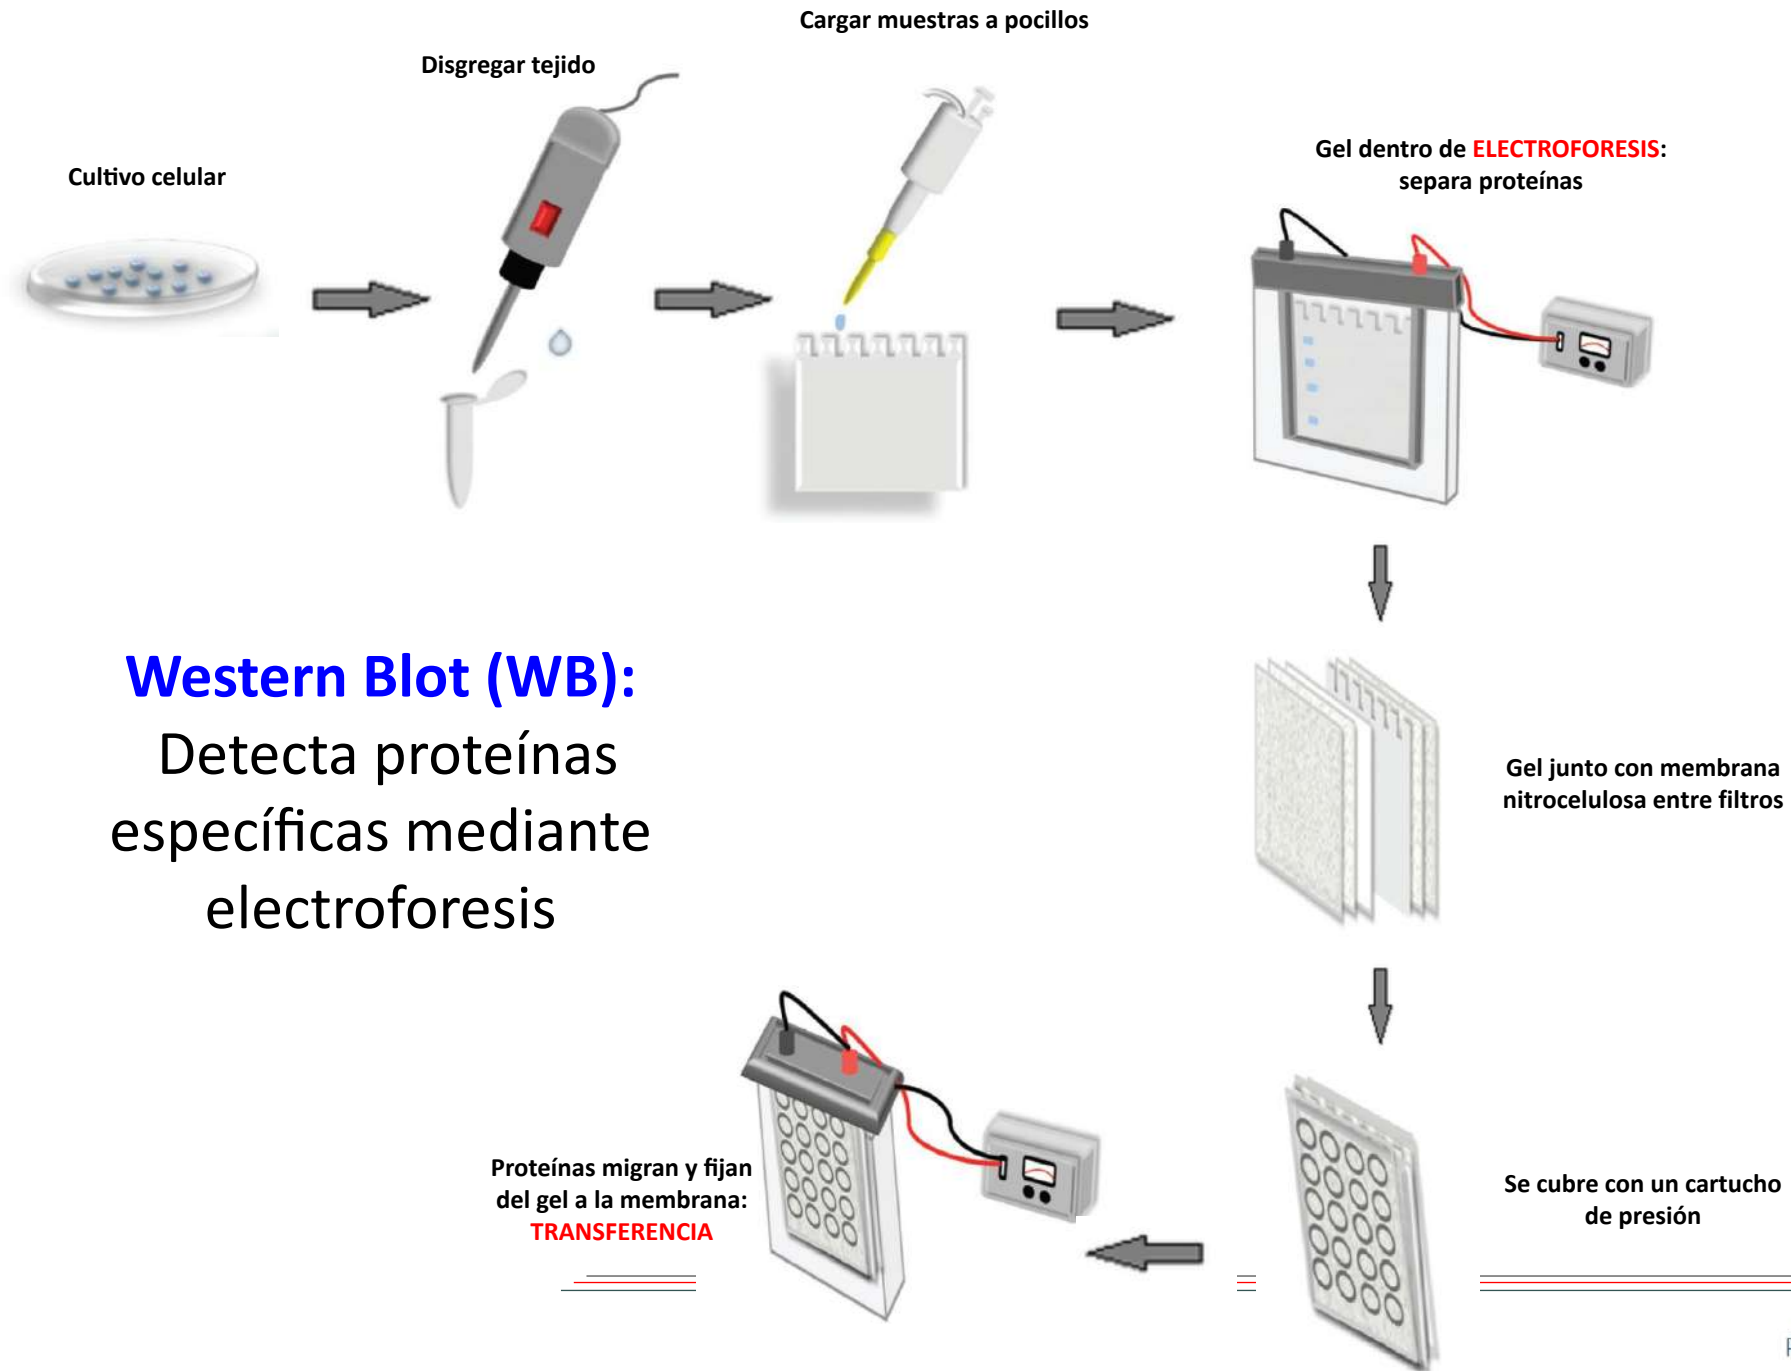 Cargar muestras a pocillos
Disgregar tejido
Cultivo celular
Gel dentro de ELECTROFORESIS:
separa proteínas
Western Blot (WB):
Detecta proteínas
específicas mediante
electroforesis
Gel junto con membrana
nitrocelulosa entre filtros
Se cubre con un cartucho
de presión
Proteínas migran y fijan
del gel a la membrana:
TRANSFERENCIA